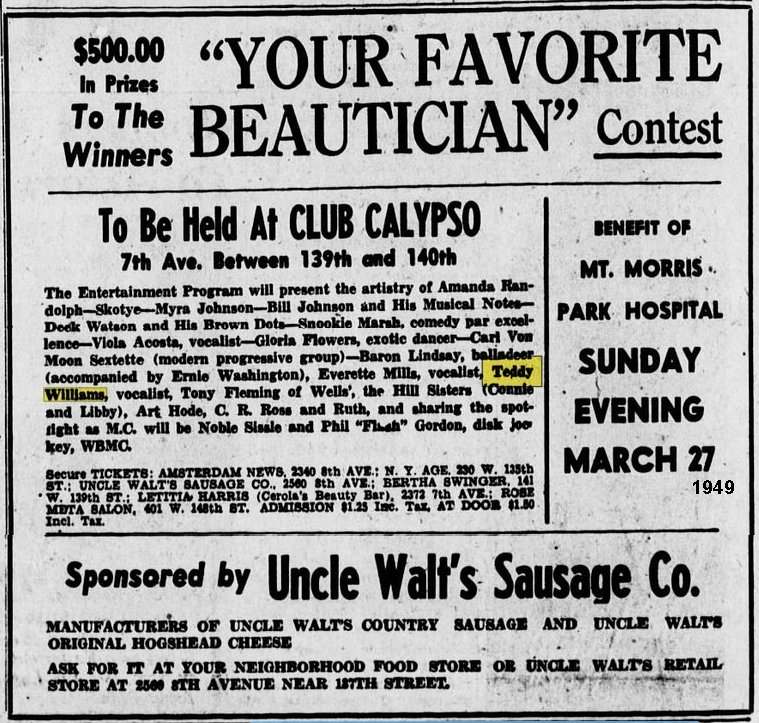 $500.00
In Prizes
To The
Winners
"YOUR FAVORITE
BEAUTICIAN" Contest
To Be Held At CLUB CALYPSO
7th Ave. Between 139th and 140th
The Entertainment Program will present the artistry of Amanda Ran-
dolph—Skotye—Myra Johnson—Bill Johnson and His Musical Notes—
Deek Watson and His Brown Dots—Snookie Marsh, comedy par excel-
lence—Viola Acosta, vocalist—Gloria Flowers, exotic dancer—Carl Von
Moon Sextette (modern progressive group)—Baron Lindsay, balladeer
(accompanied by Ernie Washington), Everette Mills, vocalist, Teddy
Williams, vocalist, Tony Fleming of Wells', the Hill Sisters (Connie
and Libby), Art Hode, C. R. Ross and Ruth, and sharing the spot-
light as M.C. will be Noble Sissle and Phil "Flash" Gordon, disk joc
key, WBMC.
Secure TICKETS: AMSTERDAM NEWS, 2340 8th AVE.; N. Y. AGE, 230 W. 135th
ST.; UNCLE WALT'S SAUSAGE CO., 2560 8th AVE.; BERTHA SWINGER, 141
W. 139th ST.; LETITIA HARRIS (Cerola's Beauty Bar), 2372 7th AVE.; ROSE
META SALON, 401 W. 148th ST. ADMISSION $1.25 Inc. Tax, AT DOOR $1.50
Incl. Tax.
BENEFIT OF
MT. MORRIS
PARK HOSPITAL
SUNDAY
EVENING
MARCH 27
1949
Sponsored by Uncle Walt's Sausage Co.
MANUFACTURERS OF UNCLE WALT'S COUNTRY SAUSAGE AND UNCLE WALT'S
ORIGINAL HOGSHEAD CHEESE
ASK FOR IT AT YOUR NEIGHBORHOOD FOOD STORE OR UNCLE WALT'S RETAIL
STORE AT 2560 8TH AVENUE NEAR 137TH STREET.